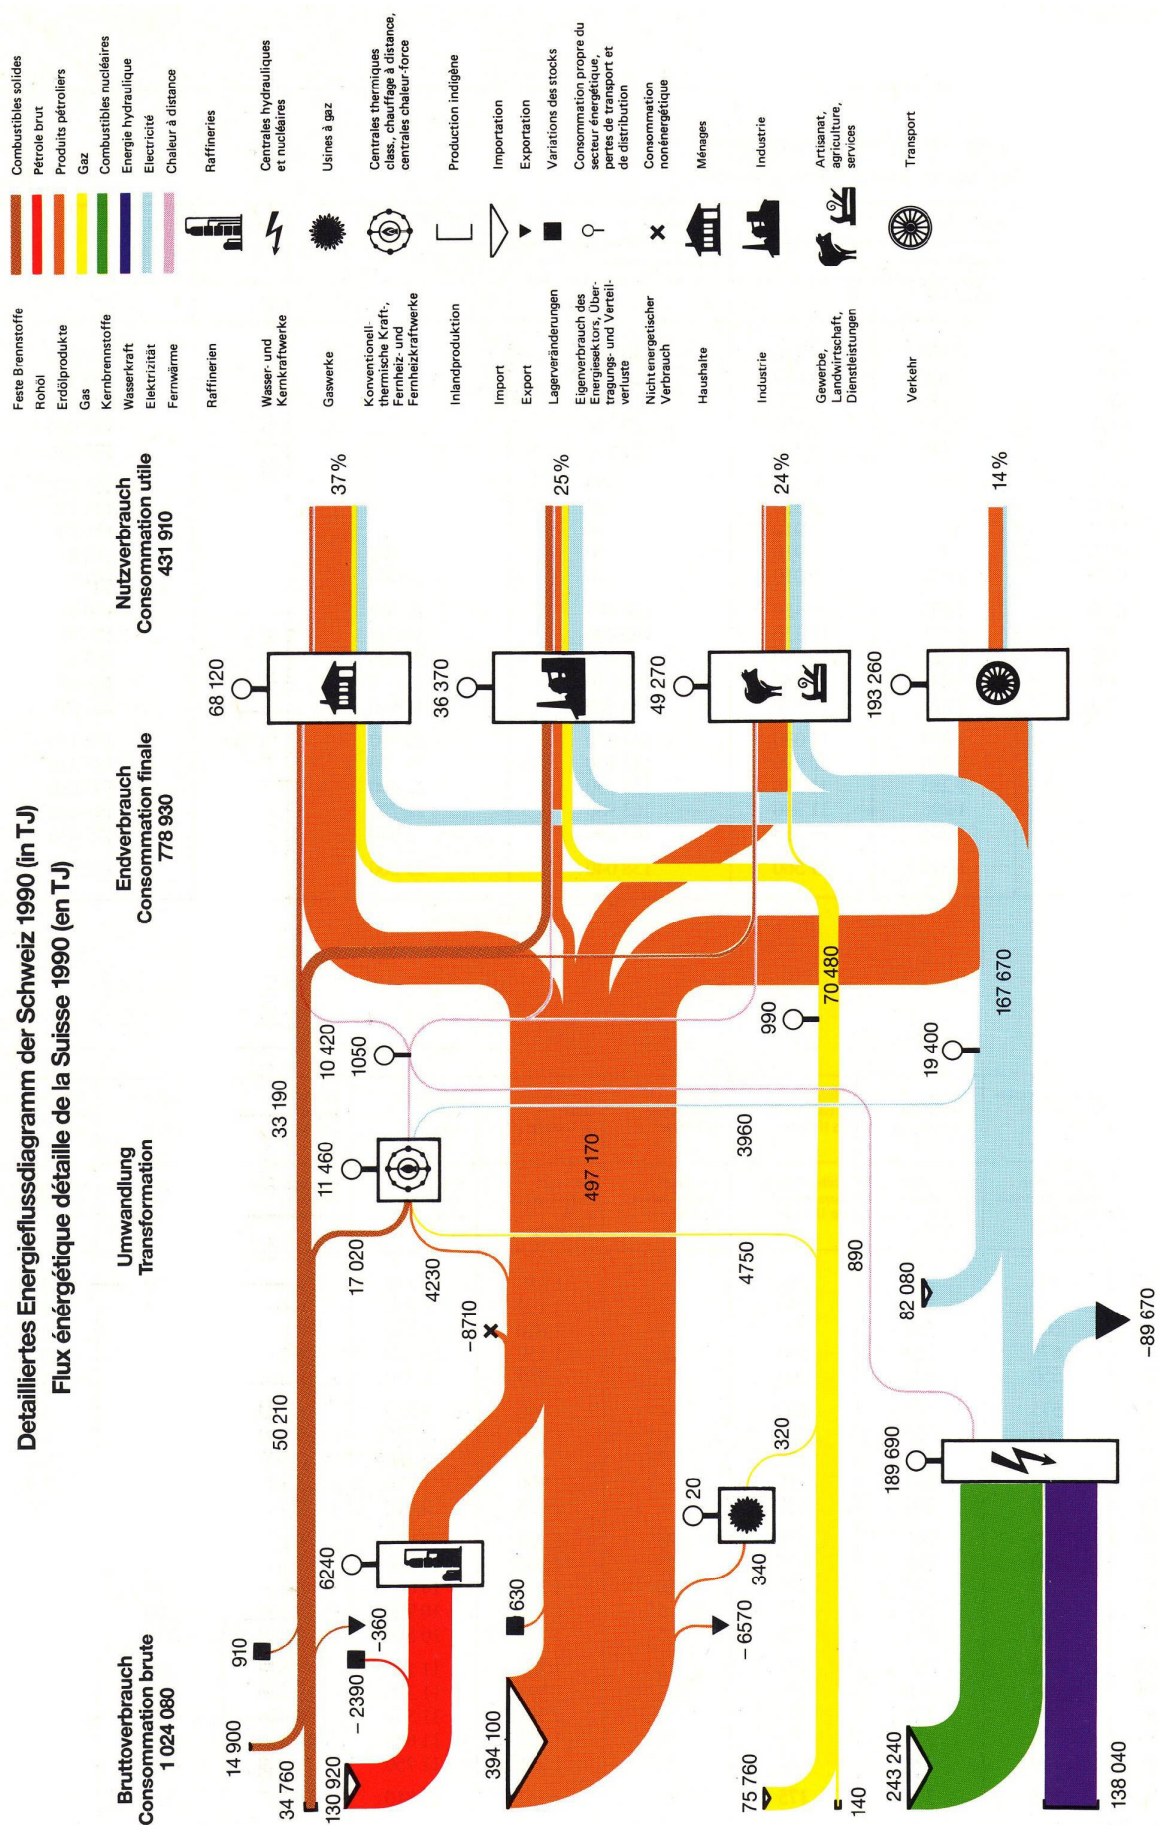 Detailliertes Energieflussdiagramm der Schweiz 1990 (in TJ)
Flux énérgétique détaille de la Suisse 1990 (en TJ)
Bruttoverbrauch
Consommation brute
1 024 080
Umwandlung
Transformation
Endverbrauch
Consommation finale
778 930
Nutzverbrauch
Consommation utile
431 910
14 900
910
34 760
50 210
33 190
130 920
-2390
-360
6240
17 020
4230
11 460
10 420
1050
-8710
394 100
630
-6570
497 170
340
20
320
4750
3960
890
75 760
140
990
70 480
243 240
138 040
189 690
82 080
-89 670
19 400
167 670
68 120
36 370
49 270
193 260
37 %
25 %
24 %
14 %
Feste Brennstoffe
Combustibles solides
Rohöl
Pétrole brut
Erdölprodukte
Produits pétroliers
Gas
Gaz
Kernbrennstoffe
Combustibles nucléaires
Wasserkraft
Energie hydraulique
Elektrizität
Electricité
Fernwärme
Chaleur à distance
Raffinerien
Raffineries
Wasser- und
Kernkraftwerke
Centrales hydrauliques
et nucléaires
Gaswerke
Usines à gaz
Konventionell-
thermische Kraft-,
Fernheiz- und
Fernheizkraftwerke
Centrales thermiques
class., chauffage à distance,
centrales chaleur-force
Inlandproduktion
Production indigène
Import
Importation
Export
Exportation
Lagerveränderungen
Variations des stocks
Eigenverbrauch des
Energiesektors, Über-
tragungs- und Verteil-
verluste
Consommation propre du
secteur énergétique,
pertes de transport et
de distribution
Nichtenergetischer
Verbrauch
Consommation
nonénergétique
Haushalte
Ménages
Industrie
Industrie
Gewerbe,
Landwirtschaft,
Dienstleistungen
Artisanat,
agriculture,
services
Verkehr
Transport